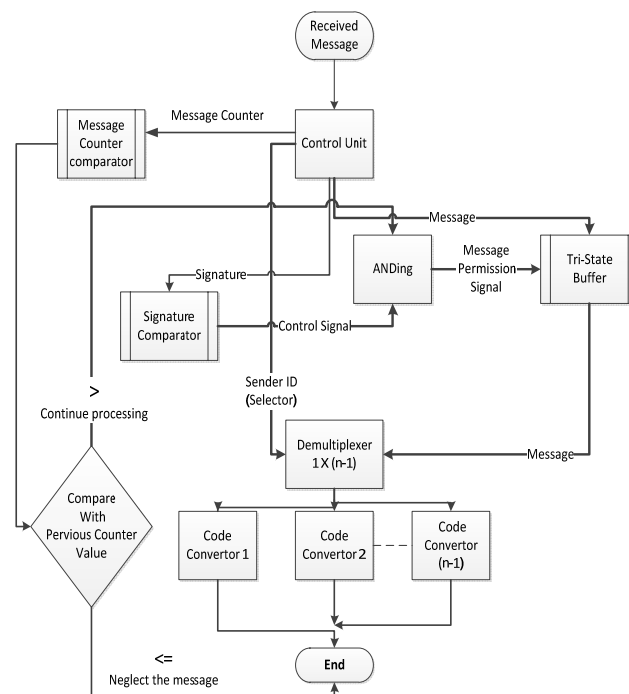 Received
Message
Message Counter
Message
Counter
comparator
Control Unit
Message
ANDing
Message
Permission
Signal
Tri-State
Buffer
Signature
Signature
Comparator
Control Signal
>
Continue processing
Sender ID
(Selector)
Demultiplexer
1 X (n-1)
Message
Compare
With
Pervious Counter
Value
Code
Convertor 1
Code
Convertor 2
Code
Convertor
(n-1)
<=
Neglect the message
End